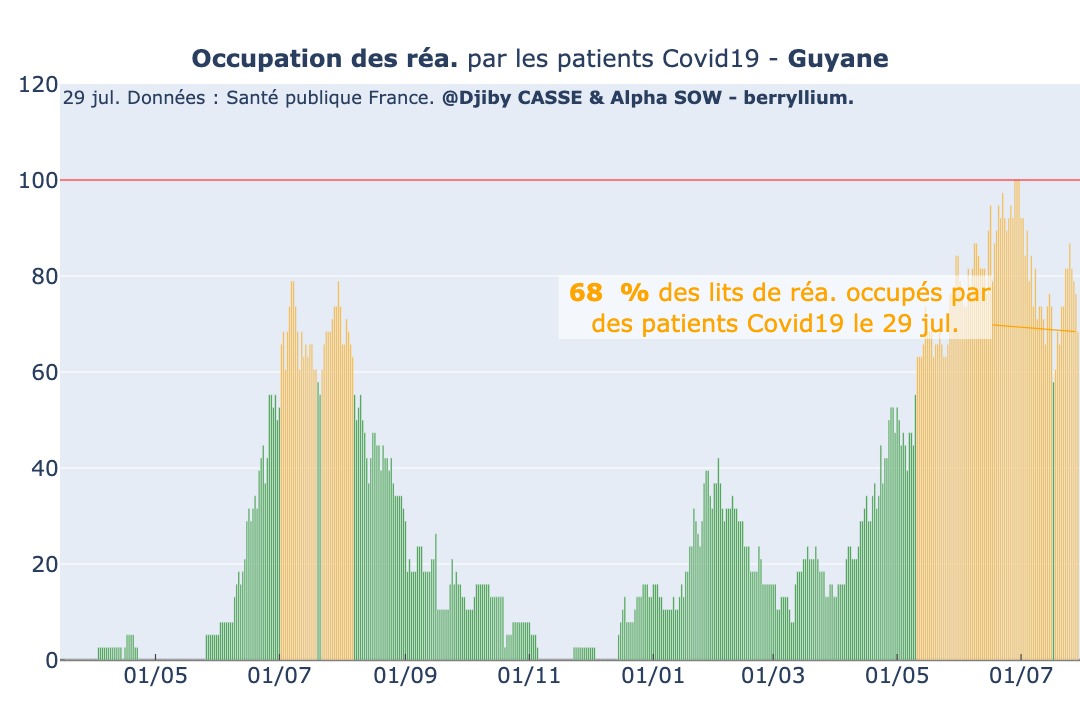 Occupation des réa. par les patients Covid19 - Guyane
29 jul. Données : Santé publique France. @Djiby CASSE & Alpha SOW - berryllium.
120
100
80
60
40
20
0
68 % des lits de réa. occupés par
des patients Covid19 le 29 jul.
01/05 01/07 01/09 01/11 01/01 01/03 01/05 01/07